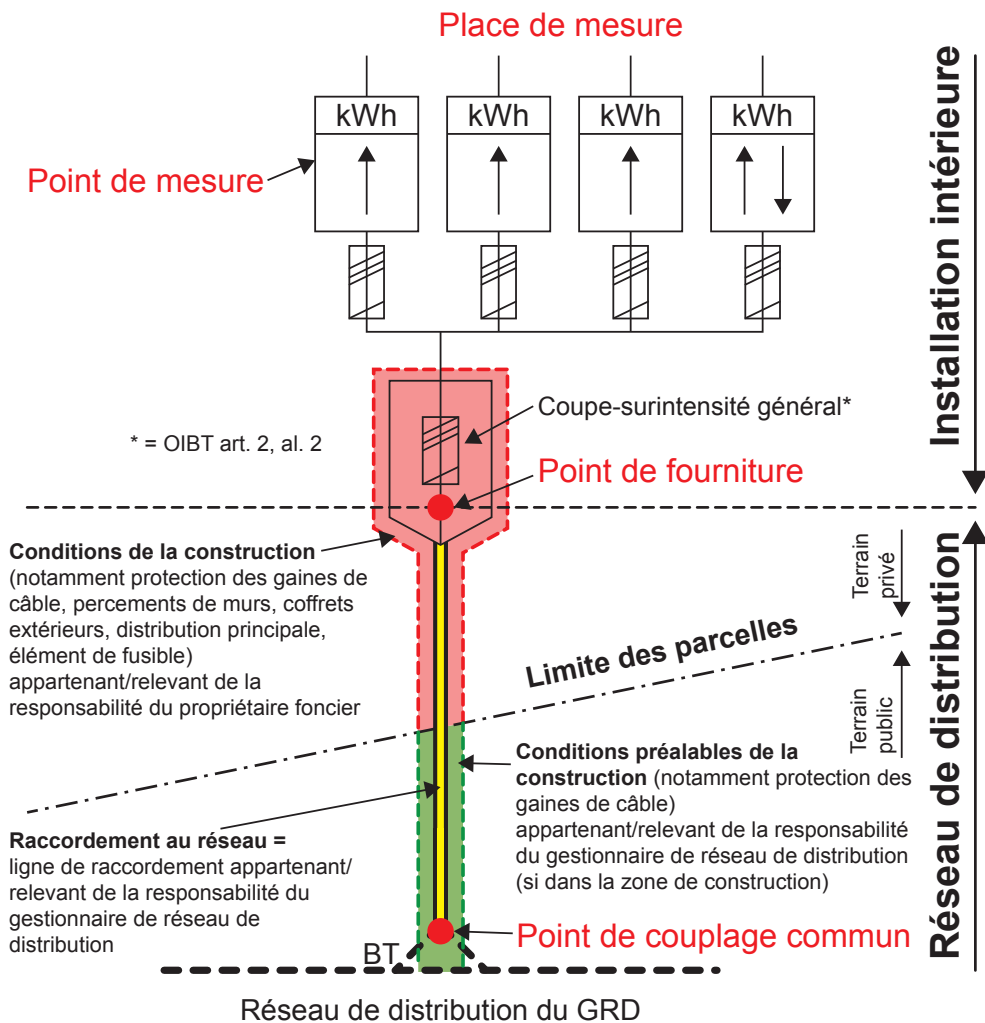 Place de mesure
kWh
kWh
kWh
kWh
Point de mesure
Installation intérieure
Coupe-surintensité général*
* = OIBT art. 2, al. 2
Point de fourniture
Conditions de la construction
(notamment protection des gaines de
câble, percements de murs, coffrets
extérieurs, distribution principale,
élément de fusible)
appartenant/relevant de la
responsabilité du propriétaire foncier
Terrain
privé
Limite des parcelles
Terrain
public
Réseau de distribution
Conditions préalables de la
construction (notamment protection des
gaines de câble)
appartenant/relevant de la responsabilité
du gestionnaire de réseau de distribution
(si dans la zone de construction)
Raccordement au réseau =
ligne de raccordement appartenant/
relevant de la responsabilité du
gestionnaire de réseau de
distribution
Point de couplage commun
BT
Réseau de distribution du GRD